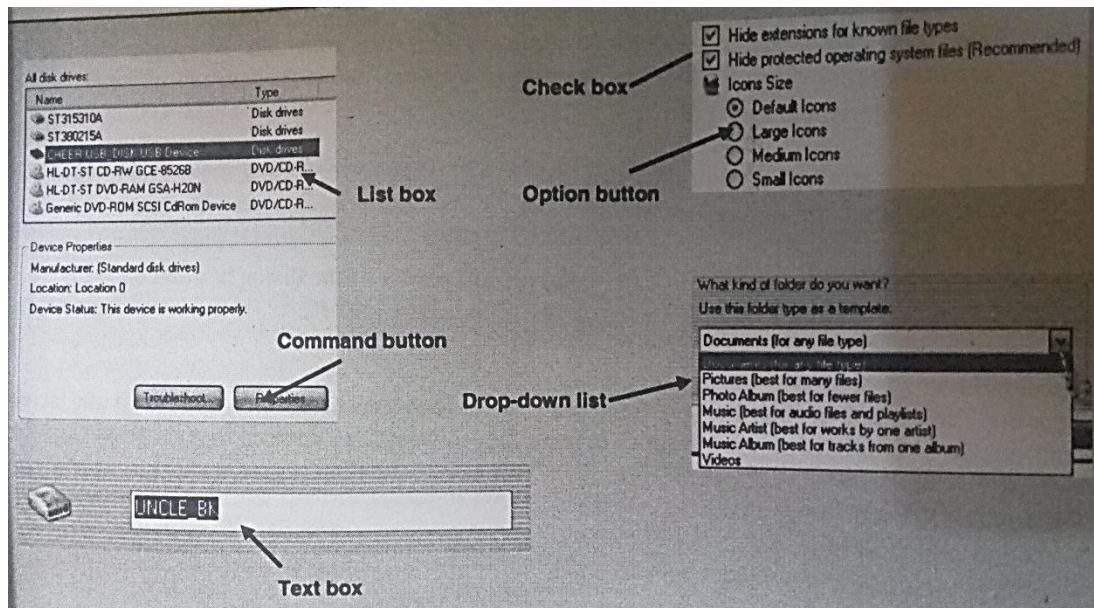 All disk drives:
Name Type
ST315310A Disk drives
ST380215A Disk drives
CHEER USB_DISK USB Device Disk drives
HL-DT-ST CD-RW GCE-8526B DVD/CD-R...
HL-DT-ST DVD-RAM GSA-H20N DVD/CD-R...
Generic DVD-ROM SCSI CdRom Device DVD/CD-R...
List box
Device Properties
Manufacturer: (Standard disk drives)
Location: Location 0
Device Status: This device is working properly.
Command button
Troubleshoot... Properties
UNCLE_BN
Text box
Hide extensions for known file types
Hide protected operating system files (Recommended)
Check box
Icons Size
Default Icons
Large Icons
Medium Icons
Small Icons
Option button
What kind of folder do you want?
Use this folder type as a template:
Documents (for any file type)
Documents (for any file type)
Pictures (best for many files)
Photo Album (best for fewer files)
Music (best for audio files and playlists)
Music Artist (best for works by one artist)
Music Album (best for tracks from one album)
Videos
Drop-down list